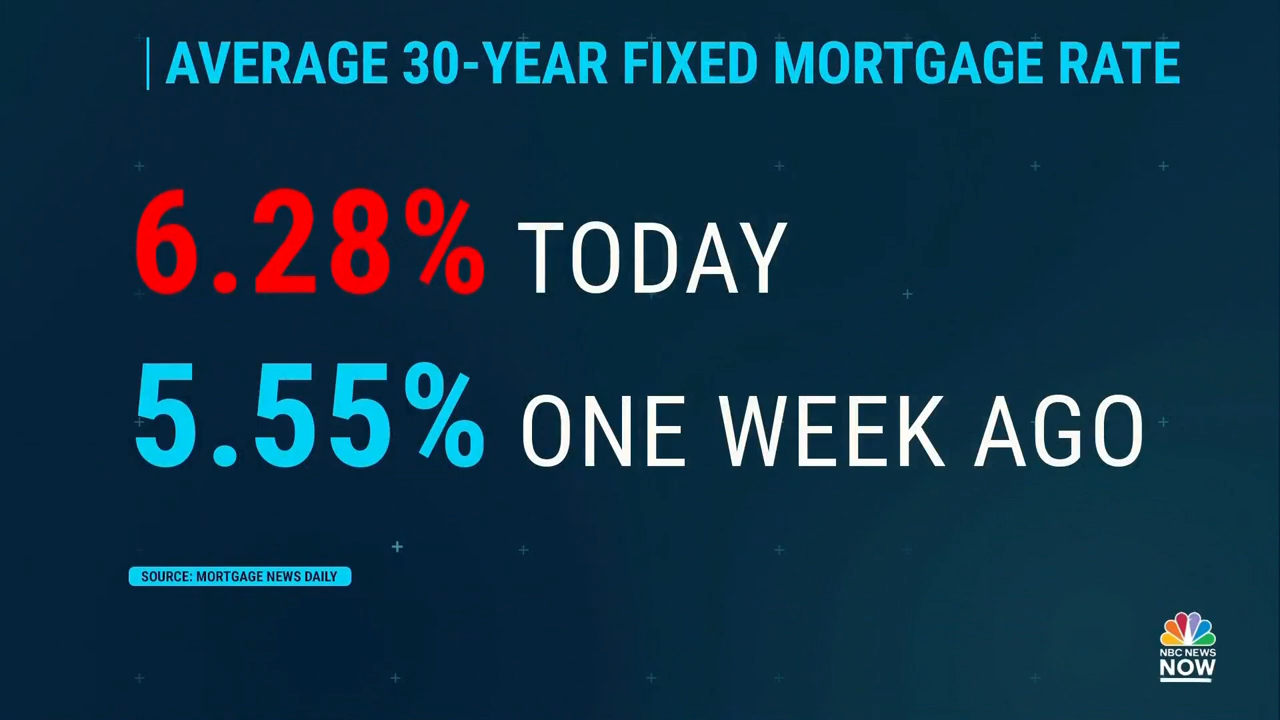 AVERAGE 30-YEAR FIXED MORTGAGE RATE
6.28% TODAY
5.55% ONE WEEK AGO
SOURCE: MORTGAGE NEWS DAILY
NBC NEWS
NOW